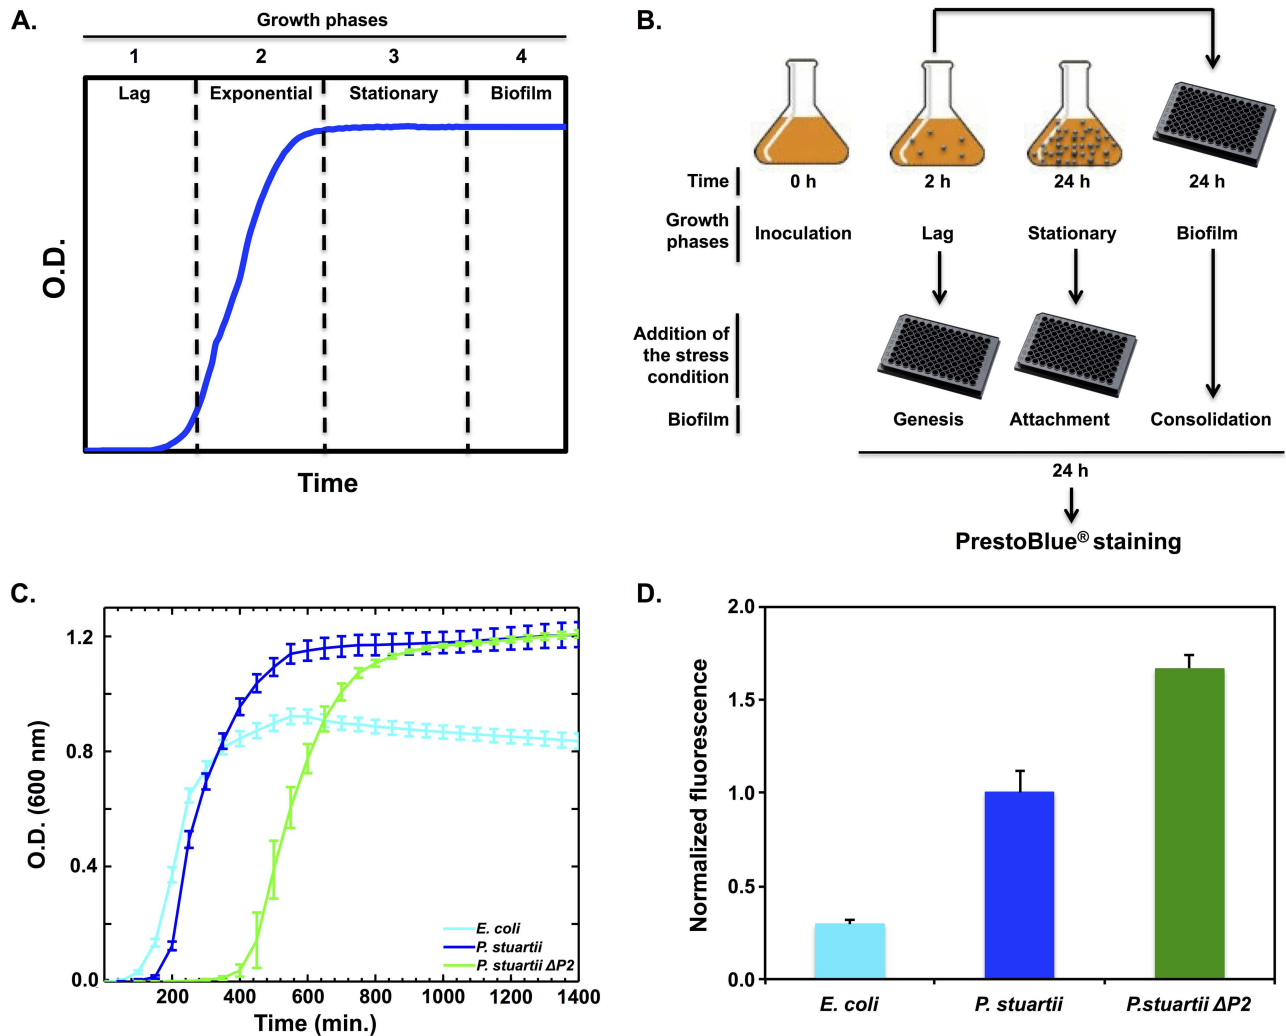 A.
Growth phases
1 2 3 4
Lag Exponential Stationary Biofilm
O.D.
Time
B.
Time 0 h 2 h 24 h 24 h
Growth
phases
Inoculation Lag Stationary Biofilm
Addition of
the stress
condition
Biofilm Genesis Attachment Consolidation
24 h
PrestoBlue® staining
C.
1.2
0.8
0.4
0.0
O.D. (600 nm)
E. coli
P. stuartii
P. stuartii ΔP2
200 400 600 800 1000 1200 1400
Time (min.)
D.
2.0
1.5
1.0
0.5
0.0
Normalized fluorescence
E. coli P. stuartii P.stuartii ΔP2